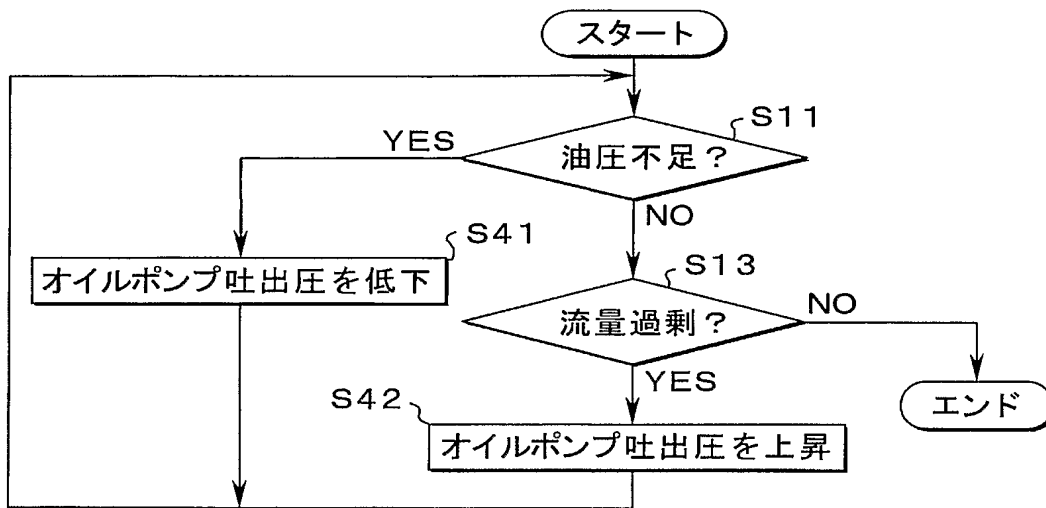 スタート
S11
YES
油圧不足?
NO
S41
オイルポンプ吐出圧を低下
S13
NO
流量過剰?
YES
エンド
S42
オイルポンプ吐出圧を上昇